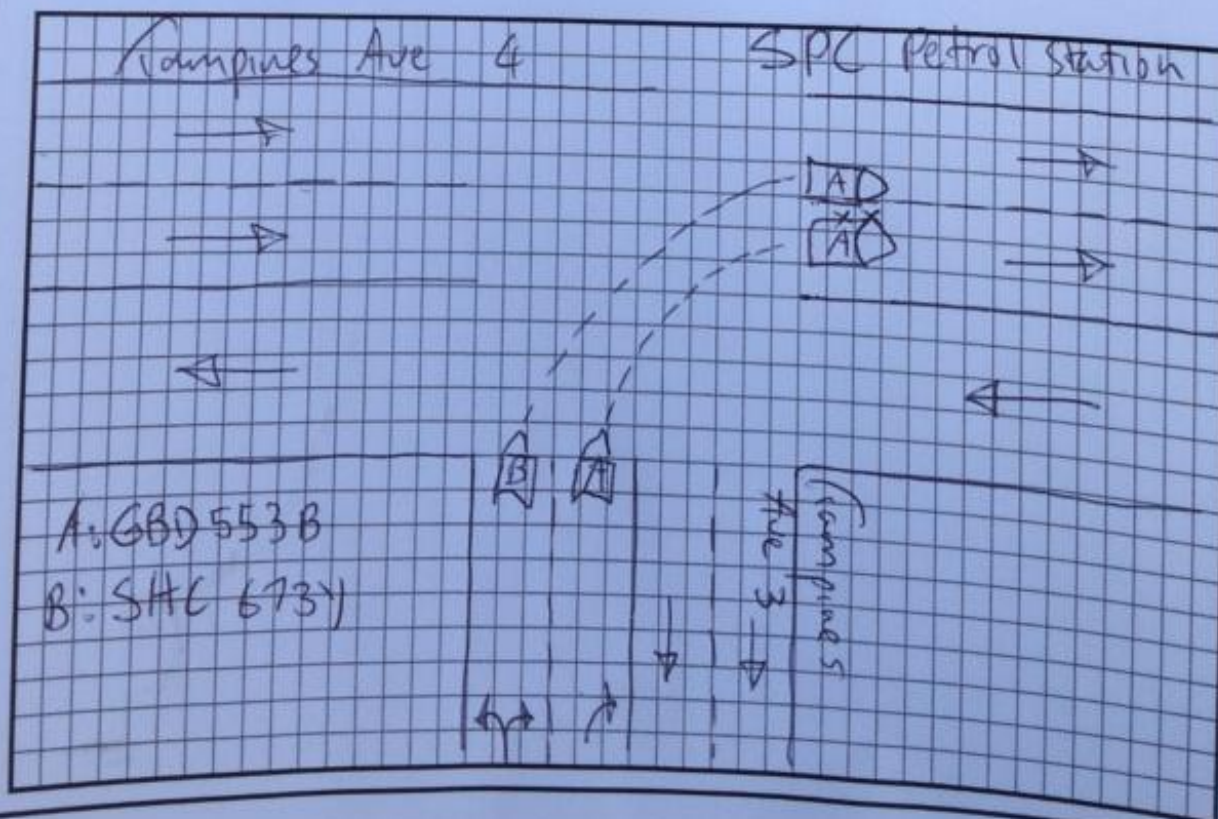 Tampines Ave 4
SPC Petrol Station
A
A
B
A
A: GBD 553B
B: SHC 673Y
Tampines
Ave 3